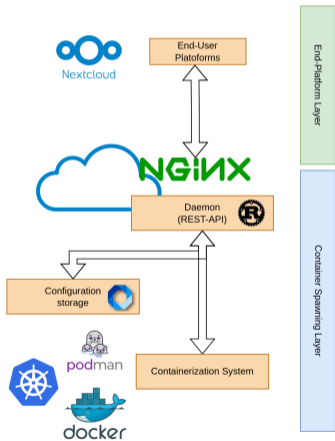 Nextcloud
End-User
Platoforms
End-Platform Layer
NGiNX
Daemon
(REST-API)
R
Configuration
storage
Container Spawning Layer
podman
Containerization System
docker